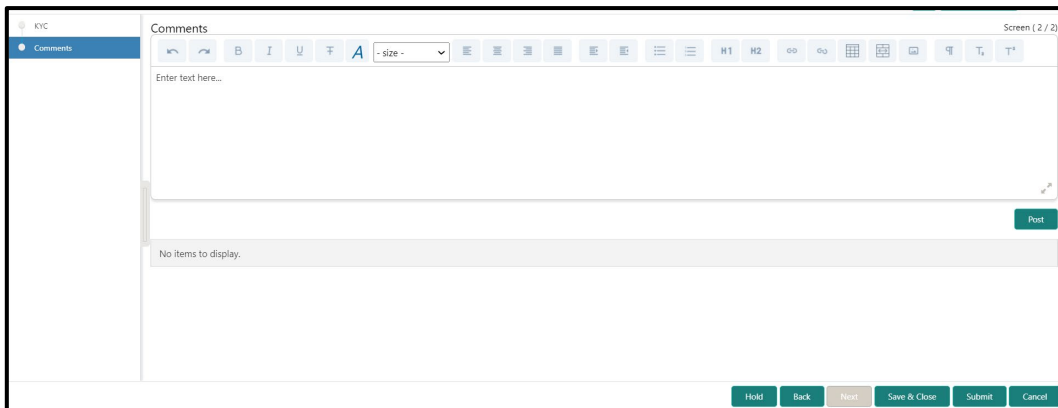 KYC
Comments
Comments
Screen ( 2 / 2)
B I U T A - size - H1 H2 ¶ T T
Enter text here...
Post
No items to display.
Hold Back Next Save & Close Submit Cancel